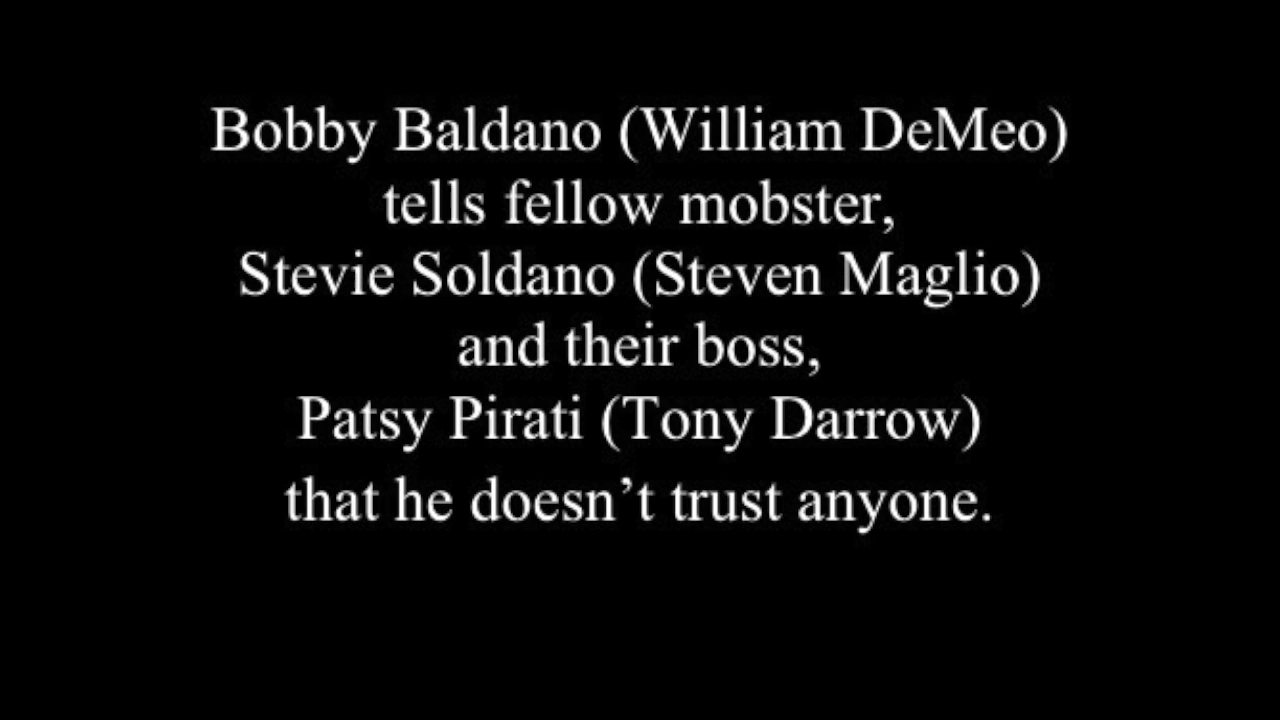 Bobby Baldano (William DeMeo)
tells fellow mobster,
Stevie Soldano (Steven Maglio)
and their boss,
Patsy Pirati (Tony Darrow)
that he doesn’t trust anyone.